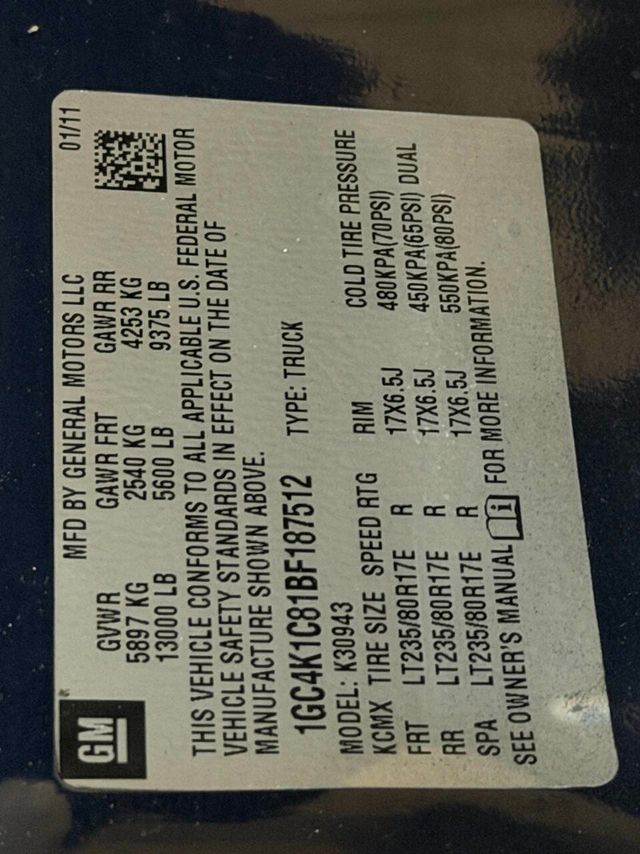 GM
MFD BY GENERAL MOTORS LLC 01/11
GVWR GAWR FRT GAWR RR
5897 KG 2540 KG 4253 KG
13000 LB 5600 LB 9375 LB
THIS VEHICLE CONFORMS TO ALL APPLICABLE U.S. FEDERAL MOTOR
VEHICLE SAFETY STANDARDS IN EFFECT ON THE DATE OF
MANUFACTURE SHOWN ABOVE.
1GC4K1C81BF187512 TYPE: TRUCK
MODEL: K30943
KCMX TIRE SIZE SPEED RTG RIM COLD TIRE PRESSURE
FRT LT235/80R17E R 17X6.5J 480KPA(70PSI)
RR LT235/80R17E R 17X6.5J 450KPA(65PSI) DUAL
SPA LT235/80R17E R 17X6.5J 550KPA(80PSI)
SEE OWNER'S MANUAL i FOR MORE INFORMATION.